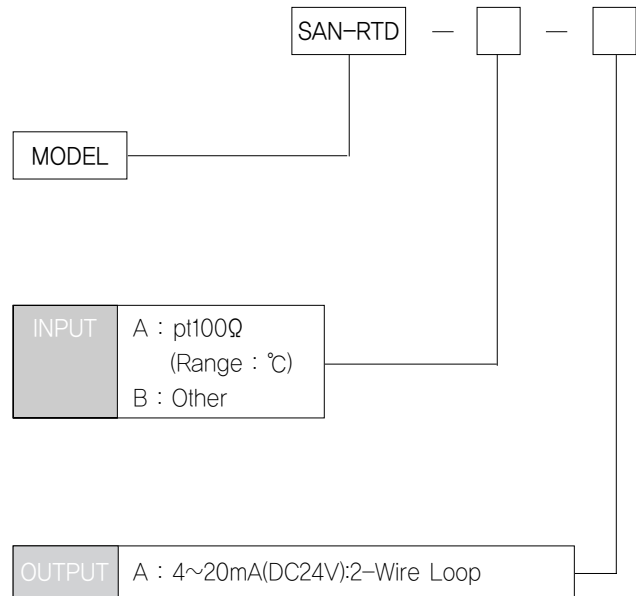 SAN-RTD － □ － □
MODEL
INPUT A : pt100Ω
(Range : ℃)
B : Other
OUTPUT A : 4~20mA(DC24V):2-Wire Loop